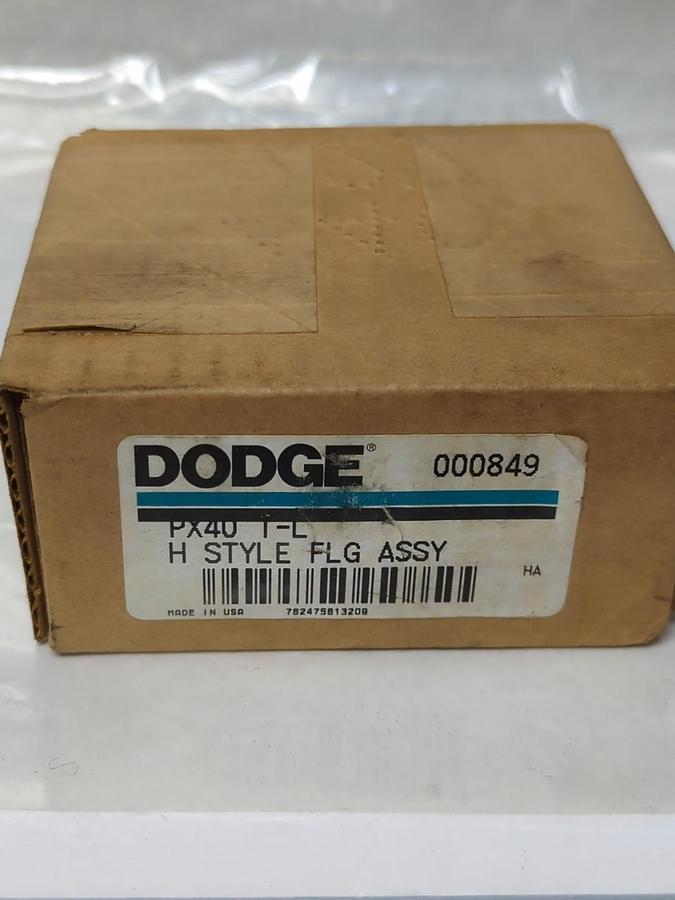 DODGE® 000849
PX40 T-L
H STYLE FLG ASSY
HA
MADE IN USA 782475813209